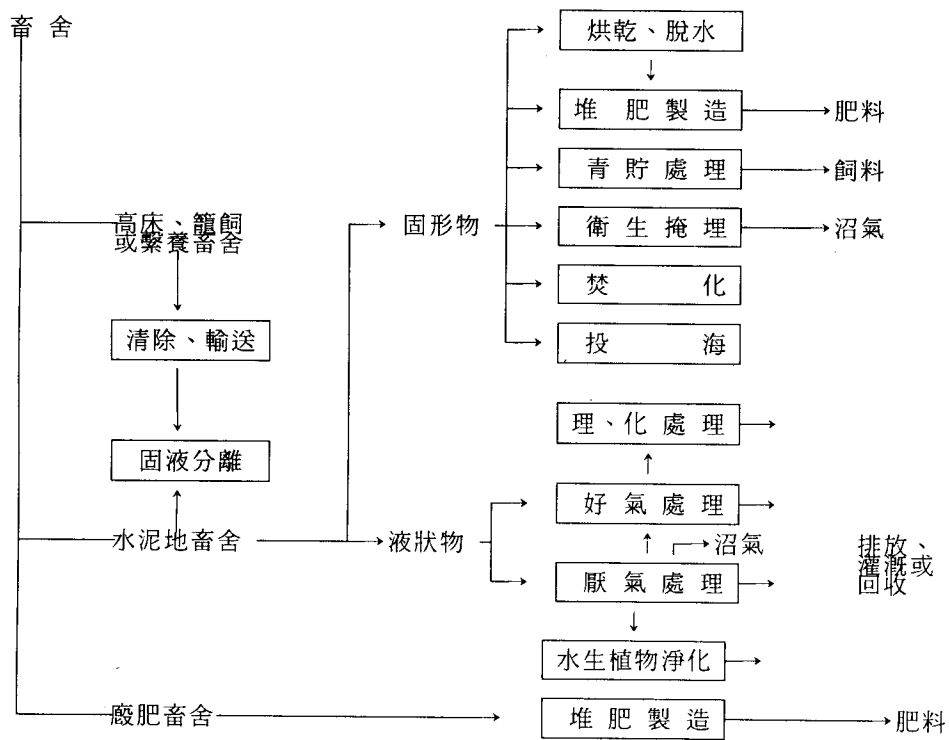 畜舍
烘乾、脫水
堆肥製造
肥料
青貯處理
飼料
高床、籠飼
或繫養畜舍
固形物
衛生掩埋
沼氣
焚化
清除、輸送
投海
理、化處理
固液分離
好氣處理
水泥地畜舍
液狀物
沼氣
排放、
灌溉或
回收
厭氣處理
水生植物淨化
廄肥畜舍
堆肥製造
肥料